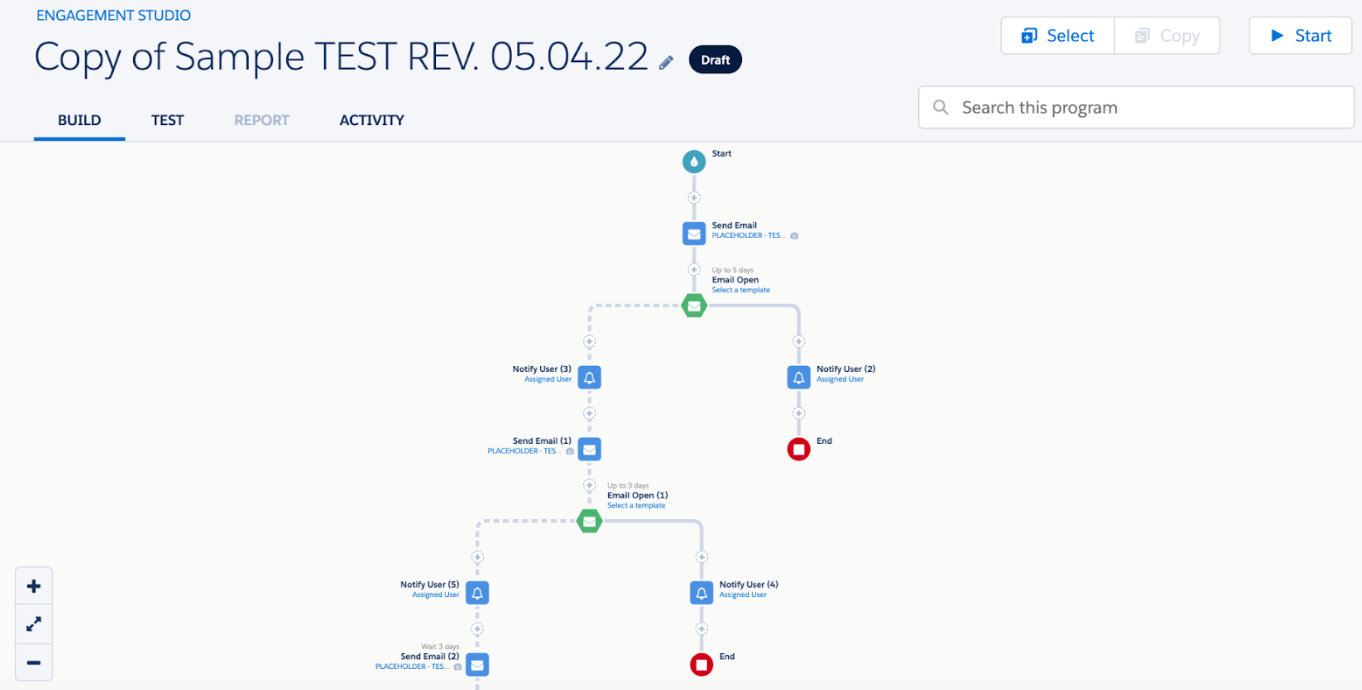 ENGAGEMENT STUDIO
Copy of Sample TEST REV. 05.04.22
Draft
Select
Copy
Start
BUILD
TEST
REPORT
ACTIVITY
Search this program
Start
Send Email
PLACEHOLDER - TES...
Up to 5 days
Email Open
Select a template
Notify User (3)
Assigned User
Notify User (2)
Assigned User
Send Email (1)
PLACEHOLDER - TES...
End
Up to 3 days
Email Open (1)
Select a template
Notify User (5)
Assigned User
Notify User (4)
Assigned User
Wait 3 days
Send Email (2)
PLACEHOLDER - TES...
End